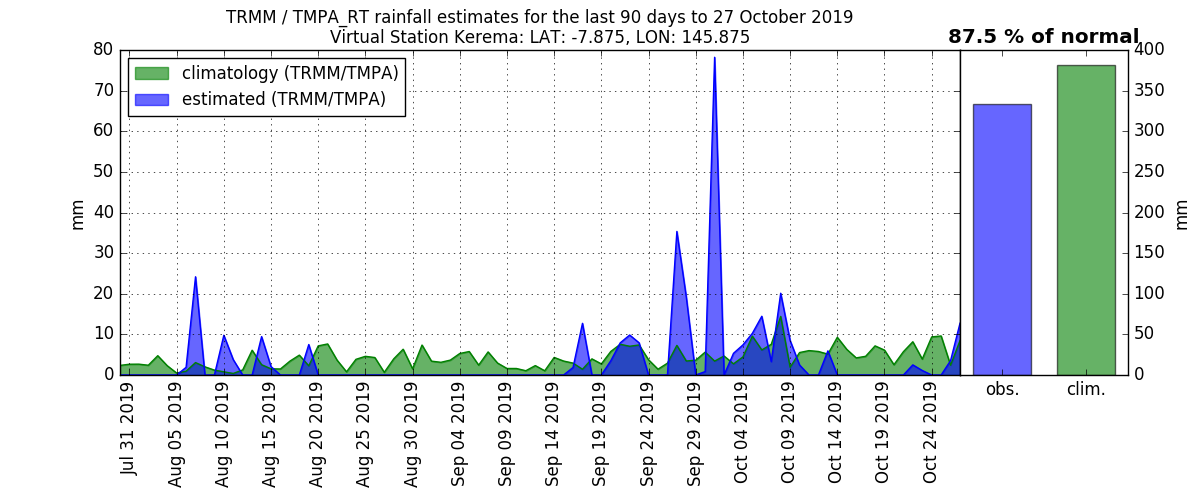 TRMM / TMPA_RT rainfall estimates for the last 90 days to 27 October 2019
Virtual Station Kerema: LAT: -7.875, LON: 145.875
87.5 % of normal
climatology (TRMM/TMPA)
estimated (TRMM/TMPA)
80
70
60
50
40
30
20
10
0
mm
Jul 31 2019
Aug 05 2019
Aug 10 2019
Aug 15 2019
Aug 20 2019
Aug 25 2019
Aug 30 2019
Sep 04 2019
Sep 09 2019
Sep 14 2019
Sep 19 2019
Sep 24 2019
Sep 29 2019
Oct 04 2019
Oct 09 2019
Oct 14 2019
Oct 19 2019
Oct 24 2019
obs.
clim.
400
350
300
250
200
150
100
50
0
mm